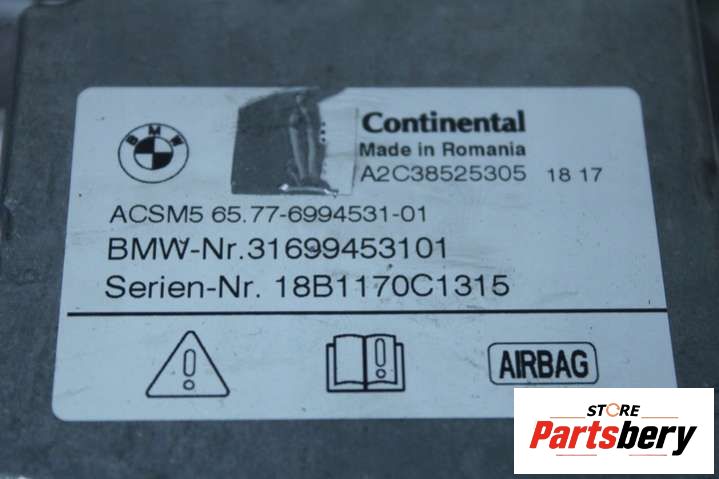 BMW
Continental
Made in Romania
A2C38525305 18 17
ACSM5 65.77-6994531-01
BMW-Nr.31699453101
Serien-Nr. 18B1170C1315
AIRBAG
STORE
Partsbery